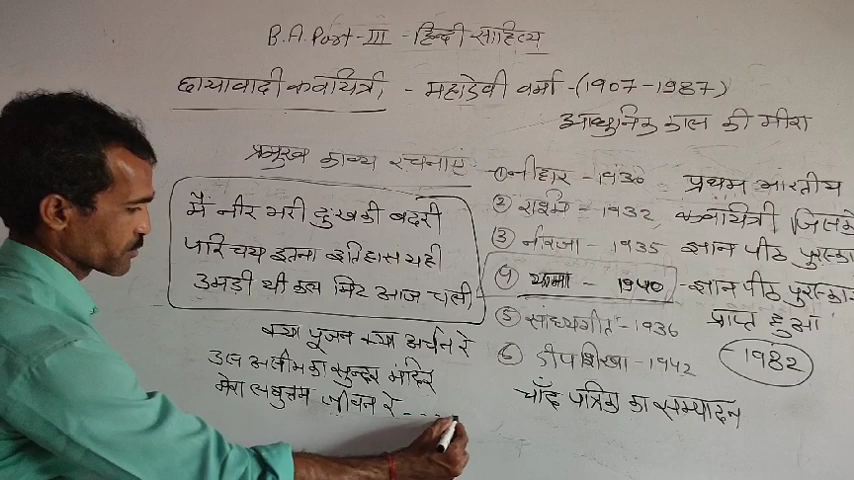 B.A. Part-III - हिन्दी साहित्य
छायावादी कवयित्री - महादेवी वर्मा - (1907-1987)
आधुनिक काल की मीरा
प्रमुख काव्य रचनाएं
मैं नीर भरी दुःख की बदरी
परिचय इतना इतिहास यही
उमड़ी थी कल मिट आज चली
क्या पूजन क्या अर्चन रे
उस असीम का सुन्दर मंदिर
मेरा लघुतम जीवन रे ----
① नीहार - 1930
② रश्मि - 1932
③ नीरजा - 1935
④ यामा - 1940 - ज्ञान पीठ पुरस्कार
⑤ सांध्यगीत - 1936
⑥ दीपशिखा - 1942
प्रथम भारतीय
कवयित्री जिसको
ज्ञान पीठ पुरस्का
प्राप्त हुआ
- 1982
चाँद पत्रिका का सम्पादन